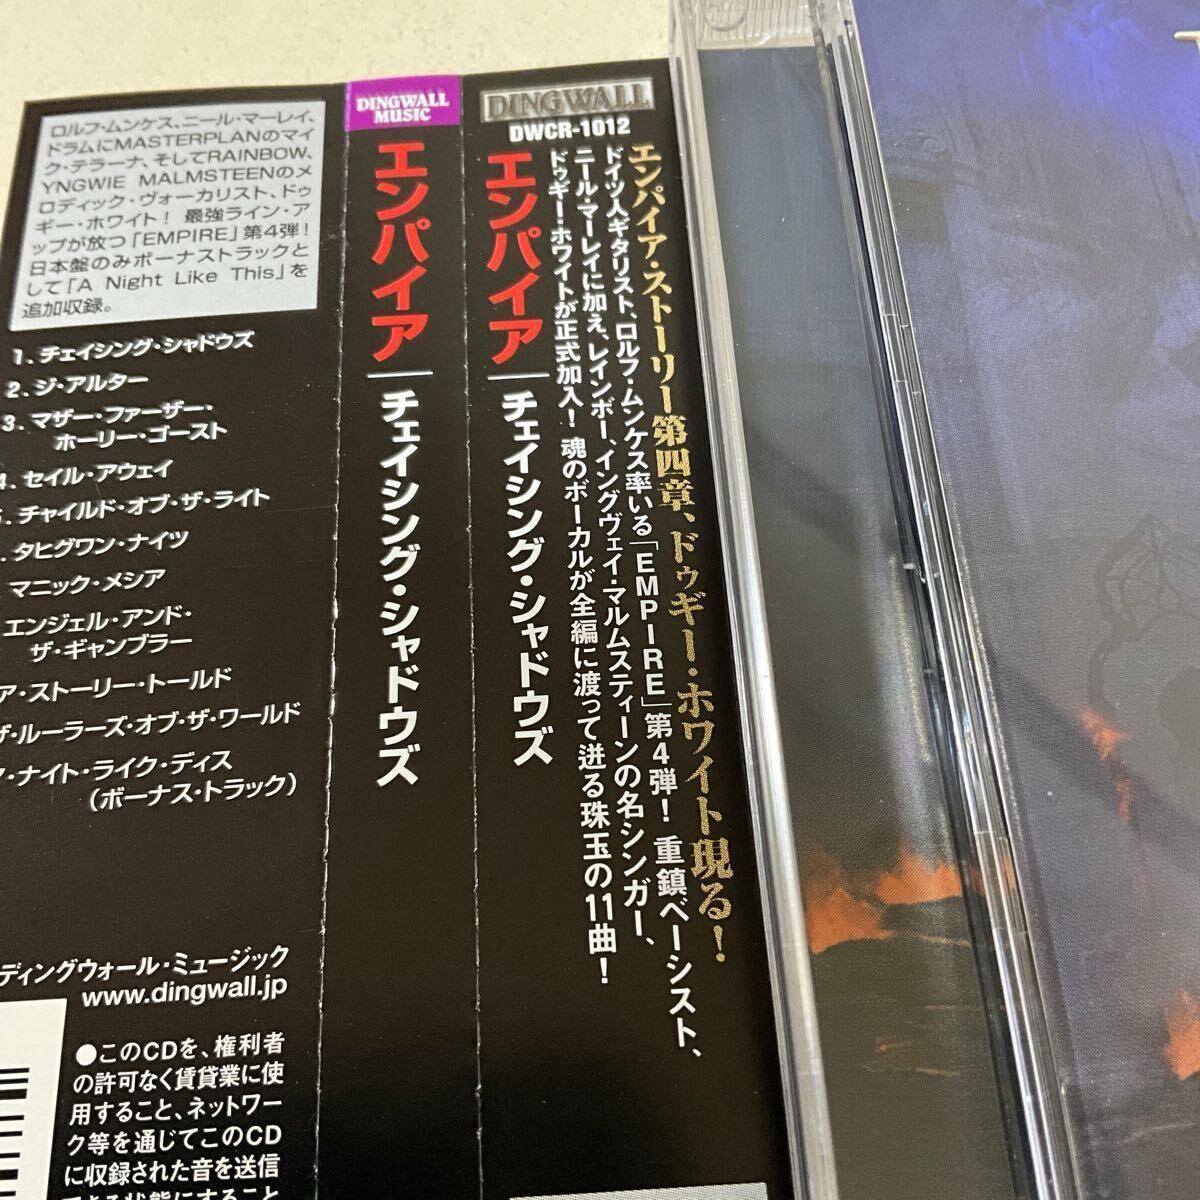 ロルフ・ムンケス、ニール・マーレイ、
ドラムにMASTERPLANのマイ
ク・テラーナ、そしてRAINBOW、
YNGWIE MALMSTEENのメ
ロディック・ヴォーカリスト、ドゥ
ギー・ホワイト! 最強ライン・ア
ップが放つ「EMPIRE」第4弾!
日本盤のみボーナストラックと
して「A Night Like This」を
追加収録。
1. チェイシング・シャドウズ
2. ジ・アルター
3. マザー・ファーザー・
ホーリー・ゴースト
4. セイル・アウェイ
チャイルド・オブ・ザ・ライト
タヒグワン・ナイツ
マニック・メシア
エンジェル・アンド・
ザ・ギャンブラー
ア・ストーリー・トールド
ザ・ルーラーズ・オブ・ザ・ワールド
ア・ナイト・ライク・ディス
(ボーナス・トラック)
ディングウォール・ミュージック
www.dingwall.jp
●このCDを、権利者
の許可なく賃貸業に使
用すること、ネットワー
ク等を通じてこのCD
に収録された音を送信
できる状態にすること
DINGWALL
MUSIC
エンパイア│チェイシング・シャドウズ
DINGWALL
DWCR-1012
エンパイア│チェイシング・シャドウズ
エンパイア・ストーリー第四章、ドゥギー・ホワイト現る!
ドイツ人ギタリスト、ロルフ・ムンケス率いる「EMPIRE」第4弾! 重鎮ベーシスト、
ニール・マーレイに加え、レインボー、イングヴェイ・マルムスティーンの名シンガー、
ドゥギー・ホワイトが正式加入! 魂のボーカルが全編に渡って迸る珠玉の11曲!